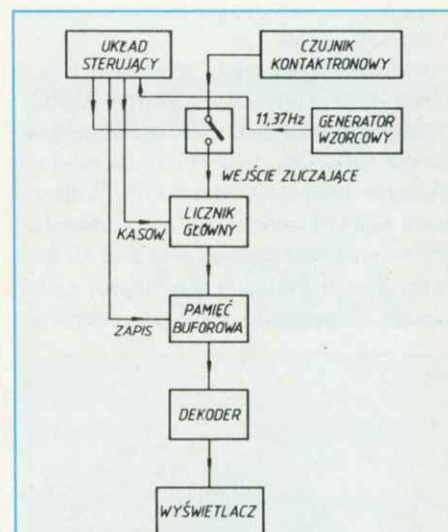 UKŁAD
STERUJĄCY
CZUJNIK
KONTAKTRONOWY
11,37Hz
GENERATOR
WZORCOWY
WEJŚCIE ZLICZAJĄCE
LICZNIK
GŁÓWNY
KASOW.
PAMIĘĆ
BUFOROWA
ZAPIS
DEKODER
WYŚWIETLACZ